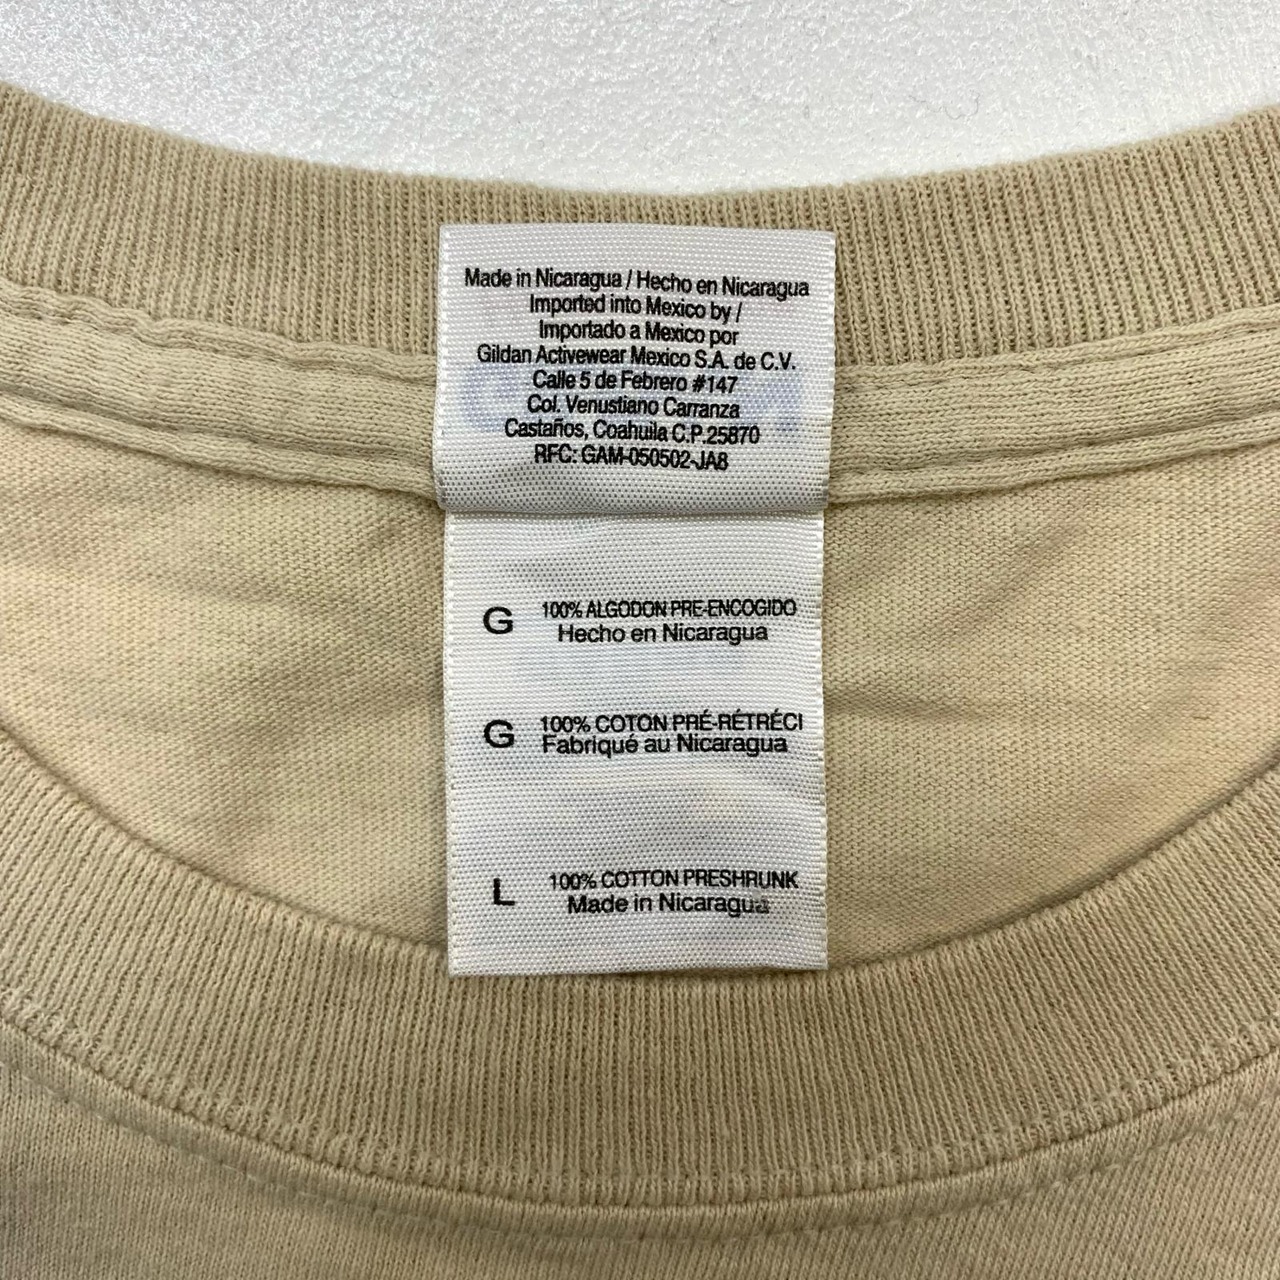 Made in Nicaragua / Hecho en Nicaragua
Imported into Mexico by /
Importado a Mexico por
Gildan Activewear Mexico S.A. de C.V.
Calle 5 de Febrero #147
Col. Venustiano Carranza
Castaños, Coahuila C.P.25870
RFC: GAM-050502-JA8
G 100% ALGODON PRE-ENCOGIDO
Hecho en Nicaragua
G 100% COTON PRÉ-RÉTRÉCI
Fabriqué au Nicaragua
L 100% COTTON PRESHRUNK
Made in Nicaragua